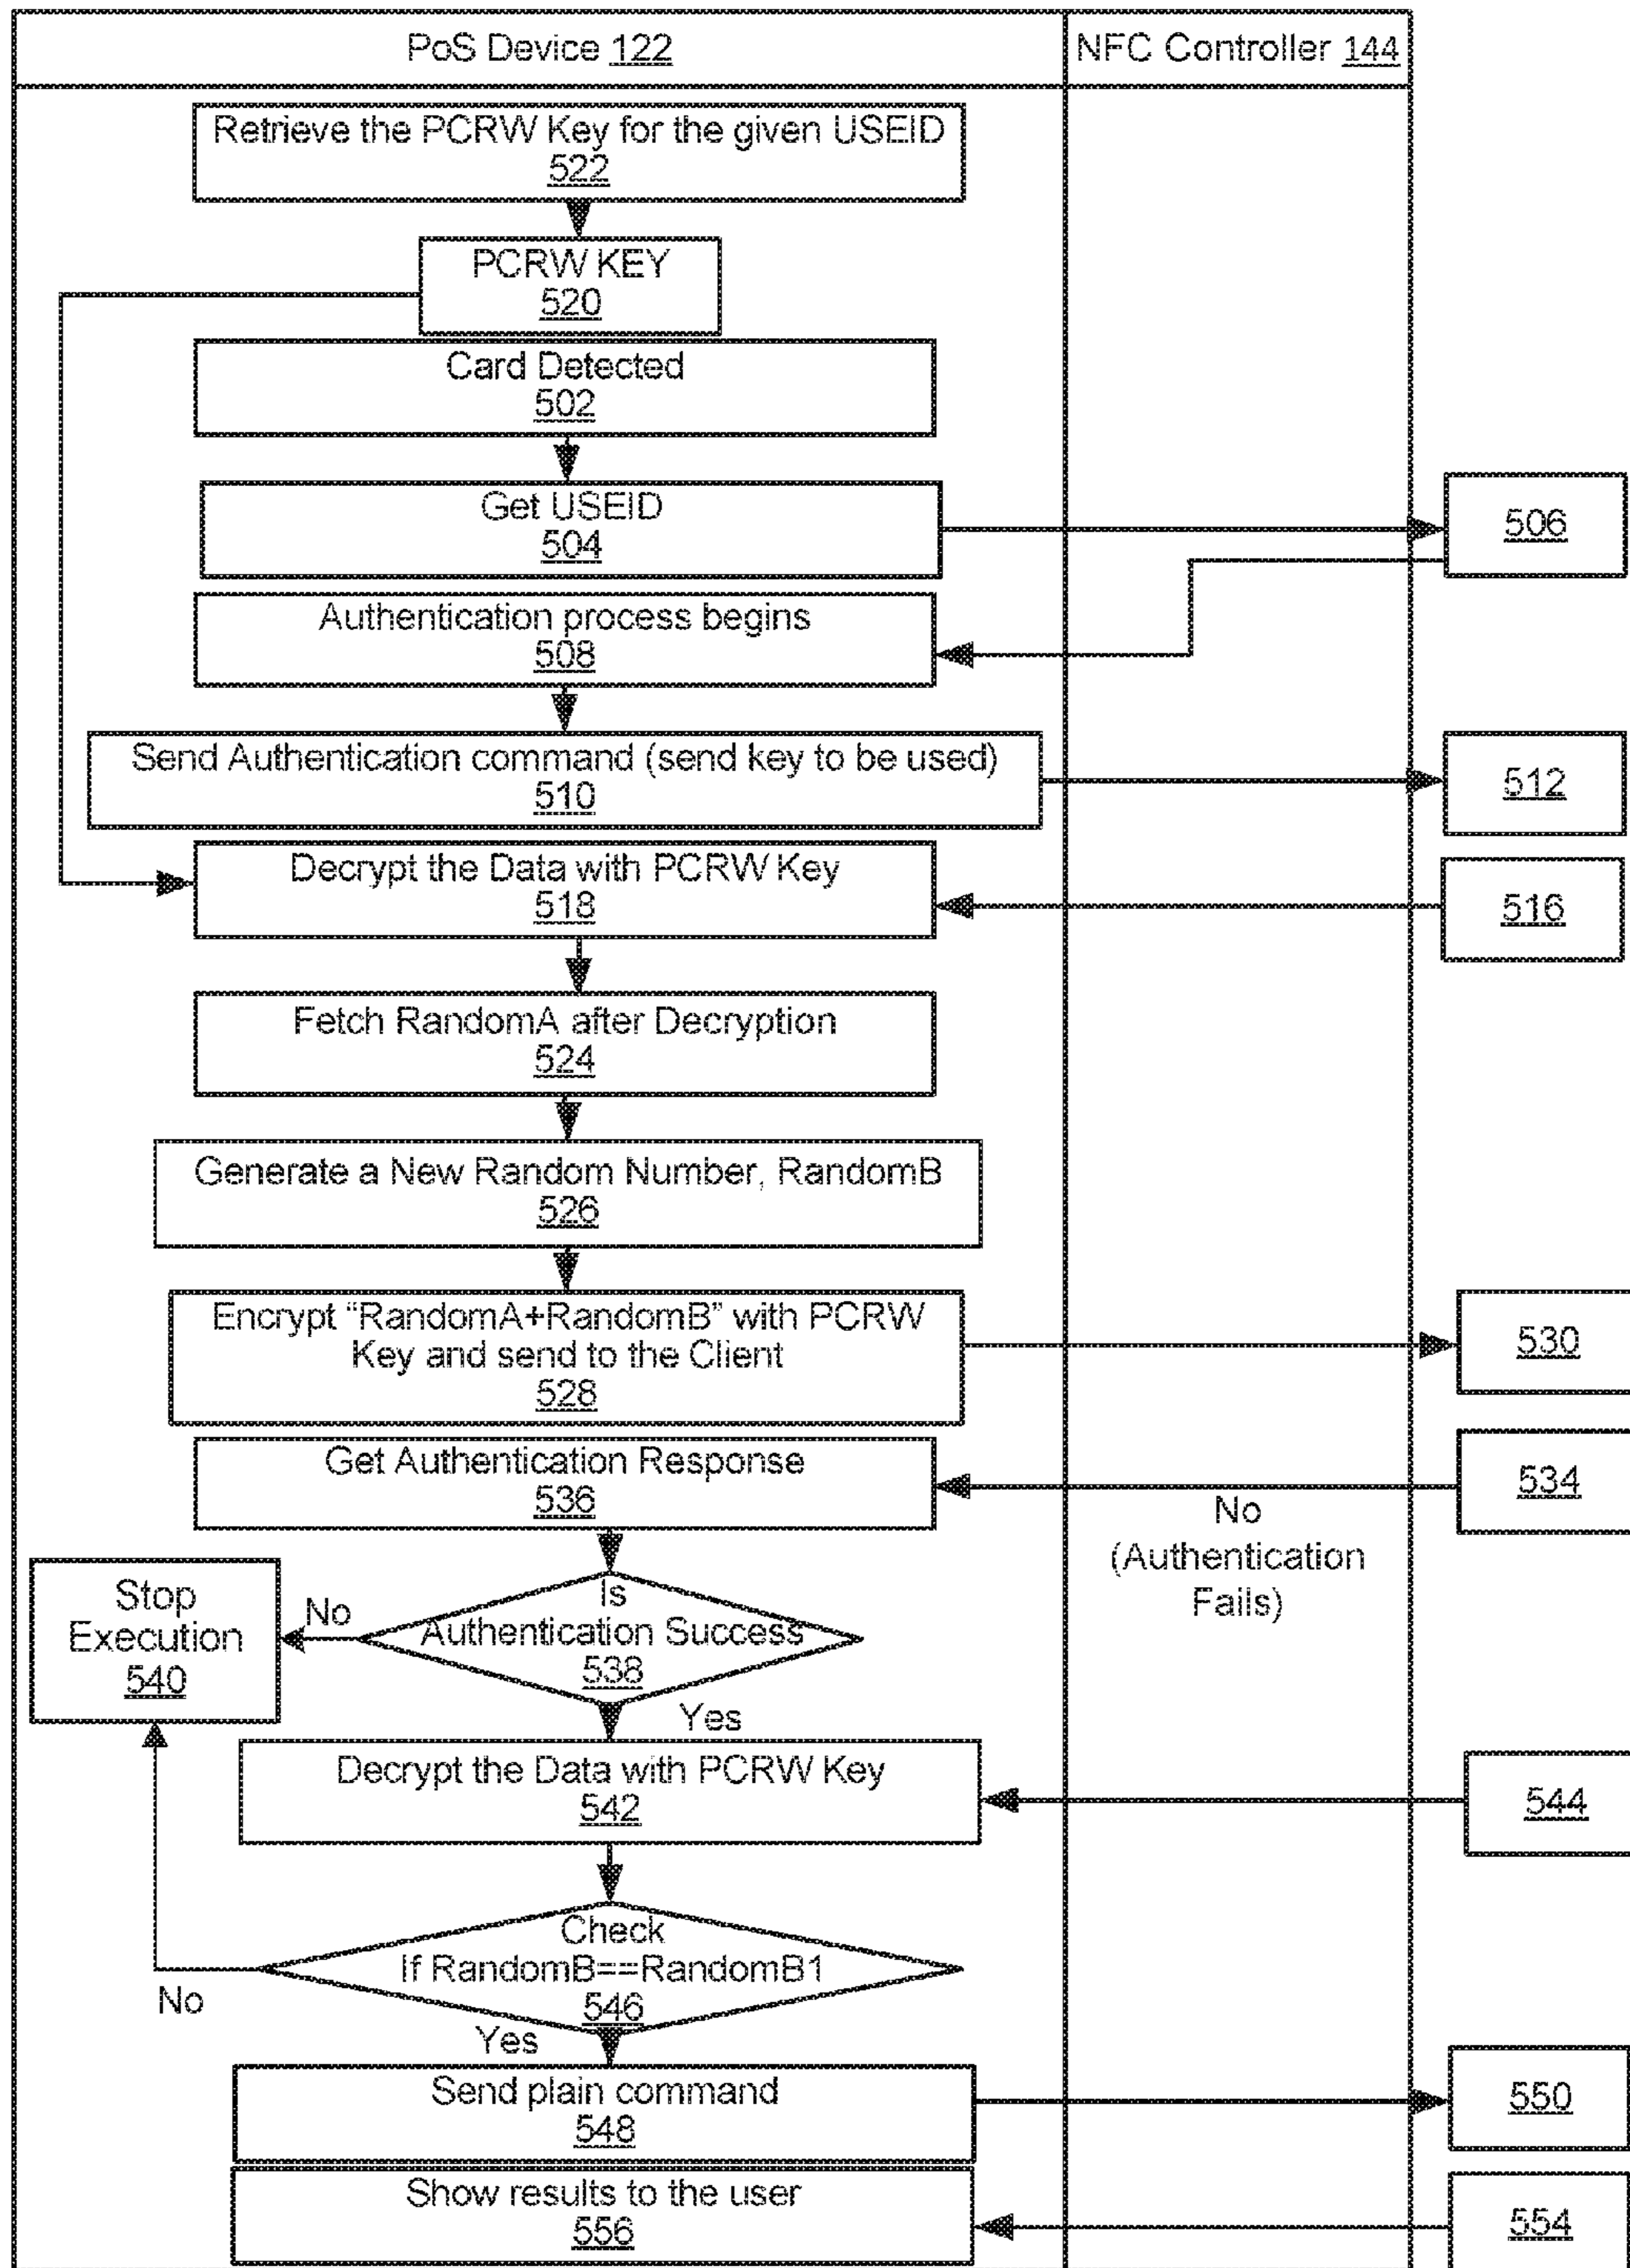 PoS Device 122
NFC Controller 144
Retrieve the PCRW Key for the given USEID
522
PCRW KEY
520
Card Detected
502
Get USEID
504
506
Authentication process begins
508
Send Authentication command (send key to be used)
510
512
Decrypt the Data with PCRW Key
518
516
Fetch RandomA after Decryption
524
Generate a New Random Number, RandomB
526
Encrypt “RandomA+RandomB” with PCRW
Key and send to the Client
528
530
Get Authentication Response
536
534
No
(Authentication
Fails)
Stop
Execution
540
No
Is
Authentication Success
538
Yes
Decrypt the Data with PCRW Key
542
544
Check
If RandomB==RandomB1
546
No
Yes
Send plain command
548
550
Show results to the user
556
554